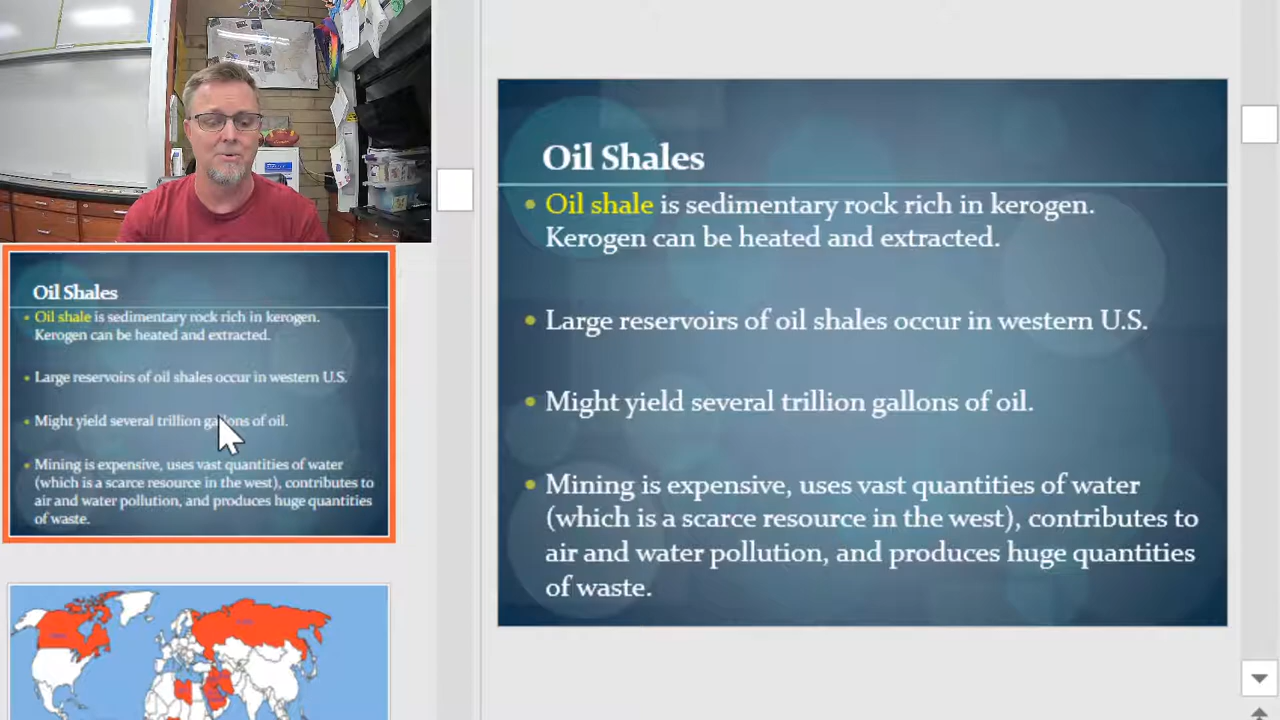 Oil Shales
• Oil shale is sedimentary rock rich in kerogen.
Kerogen can be heated and extracted.
• Large reservoirs of oil shales occur in western U.S.
• Might yield several trillion gallons of oil.
• Mining is expensive, uses vast quantities of water
(which is a scarce resource in the west), contributes to
air and water pollution, and produces huge quantities
of waste.
Oil Shales
• Oil shale is sedimentary rock rich in kerogen.
Kerogen can be heated and extracted.
• Large reservoirs of oil shales occur in western U.S.
• Might yield several trillion gallons of oil.
• Mining is expensive, uses vast quantities of water
(which is a scarce resource in the west), contributes to
air and water pollution, and produces huge quantities
of waste.